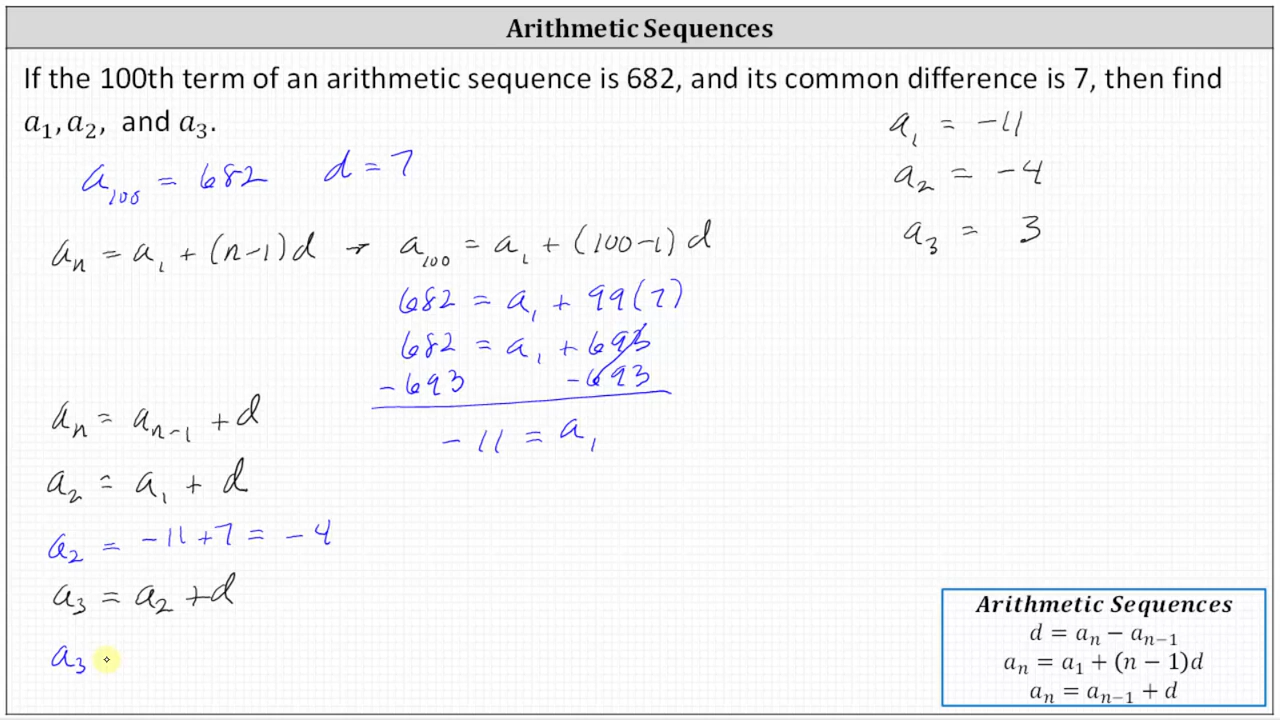 Arithmetic Sequences
If the 100th term of an arithmetic sequence is 682, and its common difference is 7, then find
a₁, a₂, and a₃.
a₁ = -11
a₂ = -4
a₃ = 3
a₁₀₀ = 682 d = 7
aₙ = a₁ + (n-1)d → a₁₀₀ = a₁ + (100-1)d
682 = a₁ + 99(7)
682 = a₁ + 693
-693 -693
-11 = a₁
aₙ = aₙ₋₁ + d
a₂ = a₁ + d
a₂ = -11 + 7 = -4
a₃ = a₂ + d
a₃
Arithmetic Sequences
d = aₙ − aₙ₋₁
aₙ = a₁ + (n − 1)d
aₙ = aₙ₋₁ + d